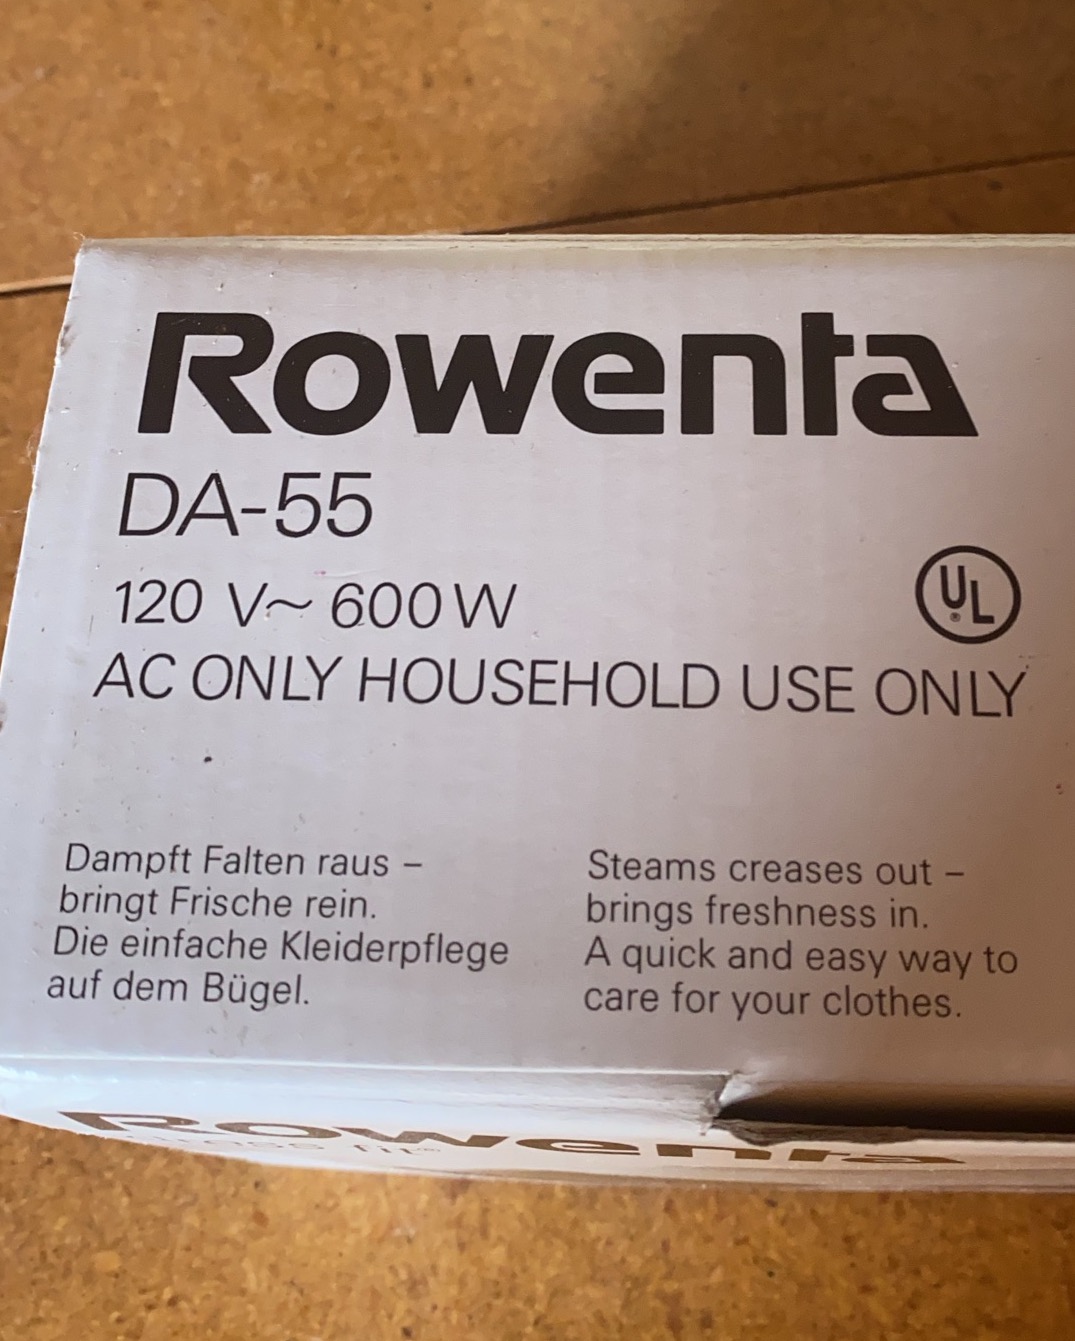 Rowenta
DA-55
120 V~ 600 W
UL
®
AC ONLY HOUSEHOLD USE ONLY
Dampft Falten raus –
bringt Frische rein.
Die einfache Kleiderpflege
auf dem Bügel.
Steams creases out –
brings freshness in.
A quick and easy way to
care for your clothes.
Rowenta